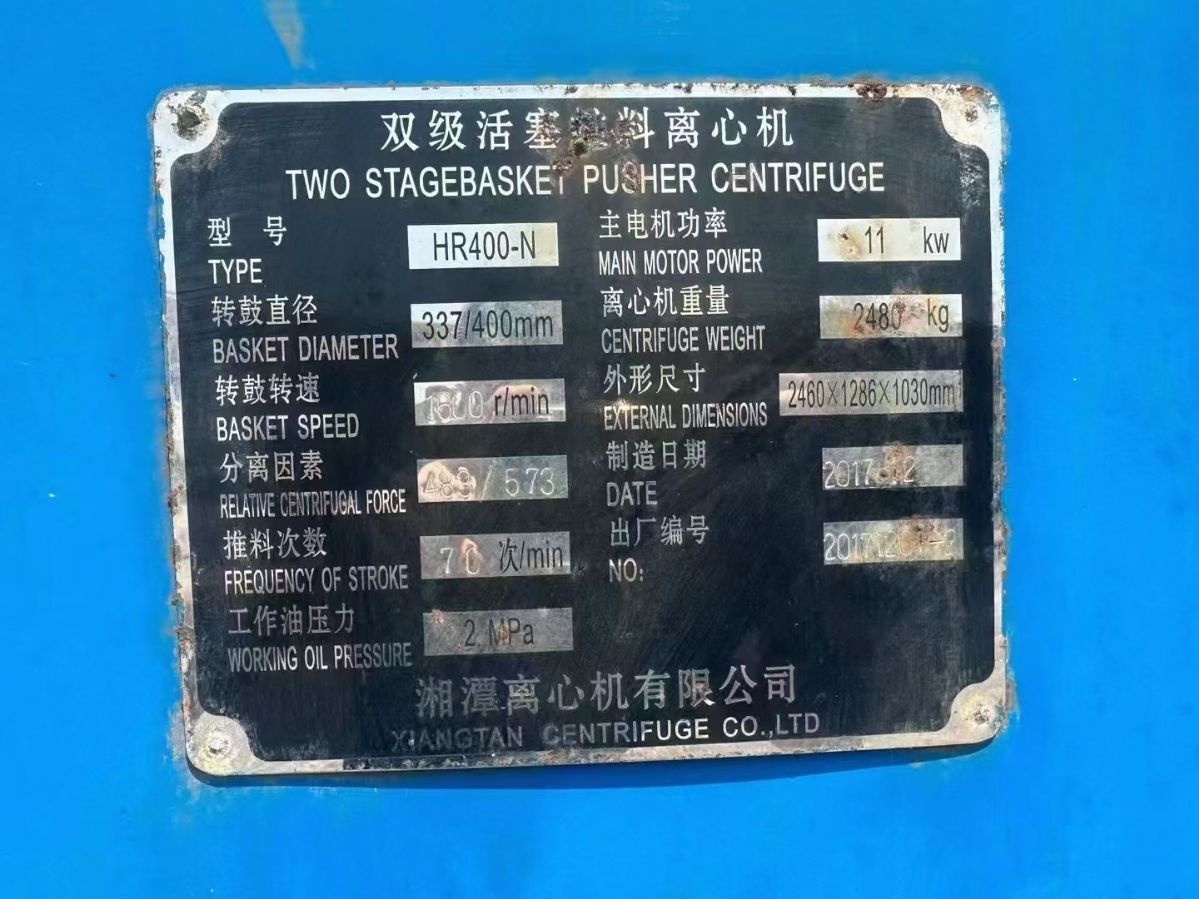 双级活塞推料离心机
TWO STAGEBASKET PUSHER CENTRIFUGE
型 号
TYPE
HR400-N
转鼓直径
BASKET DIAMETER
337/400mm
转鼓转速
BASKET SPEED
1600 r/min
分离因素
RELATIVE CENTRIFUGAL FORCE
483/573
推料次数
FREQUENCY OF STROKE
70 次/min
工作油压力
WORKING OIL PRESSURE
2 MPa
主电机功率
MAIN MOTOR POWER
11 kw
离心机重量
CENTRIFUGE WEIGHT
2480 kg
外形尺寸
EXTERNAL DIMENSIONS
2460×1286×1030mm
制造日期
DATE
出厂编号
NO:
湘潭离心机有限公司
XIANGTAN CENTRIFUGE CO.,LTD